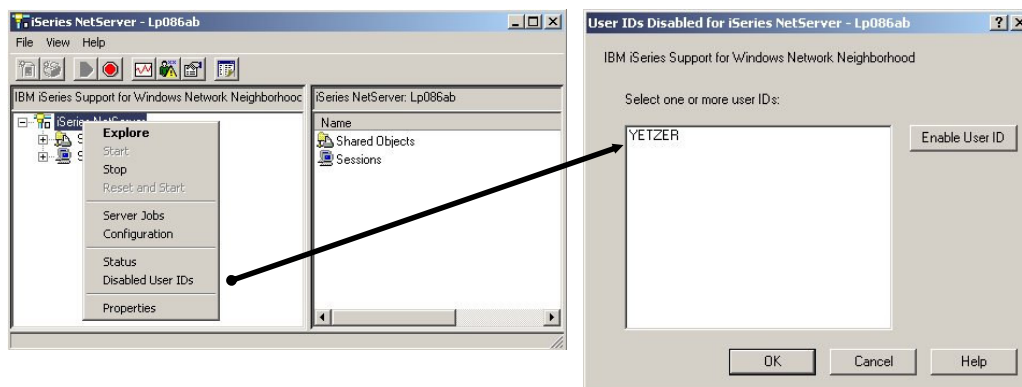 iSeries NetServer - Lp086ab
File View Help
IBM iSeries Support for Windows Network Neighborhood
iSeries NetServer: Lp086ab
iSeries NetServer
S
S
Explore
Start
Stop
Reset and Start
Server Jobs
Configuration
Status
Disabled User IDs
Properties
Name
Shared Objects
Sessions
User IDs Disabled for iSeries NetServer - Lp086ab
IBM iSeries Support for Windows Network Neighborhood
Select one or more user IDs:
YETZER
Enable User ID
OK Cancel Help